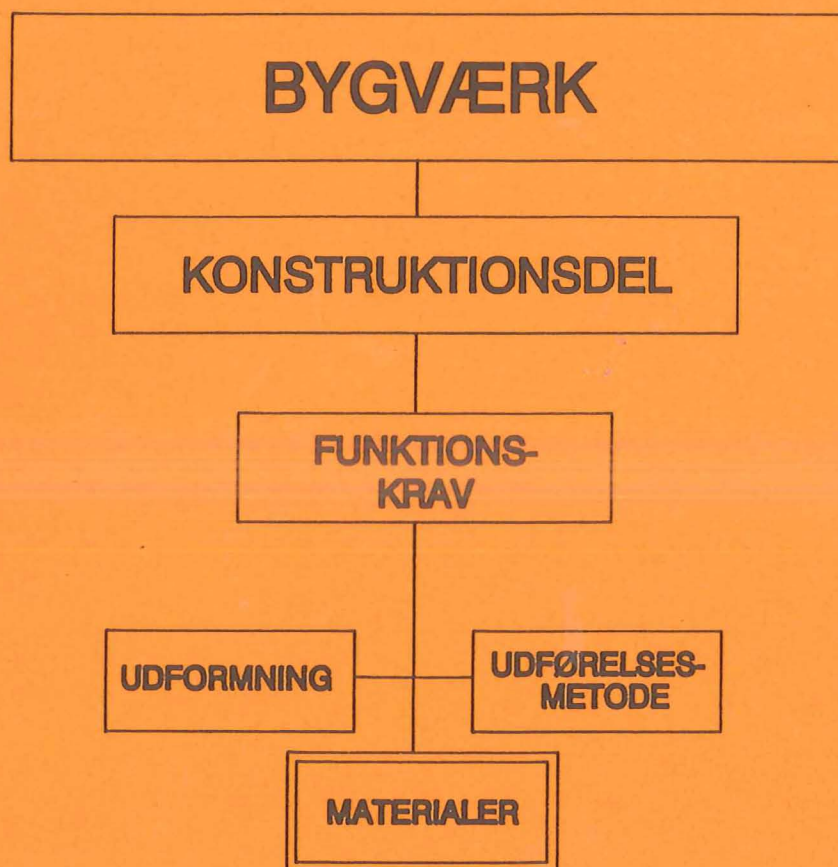 BYGVÆRK
KONSTRUKTIONSDEL
FUNKTIONS-
KRAV
UDFORMNING
UDFØRELSES-
METODE
MATERIALER